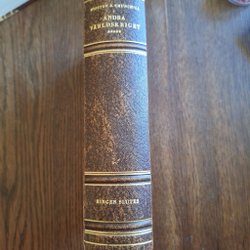 WINSTON S. CHURCHILL
ANDRA
VÄRLDSKRIGET
RINGEN SLUTES